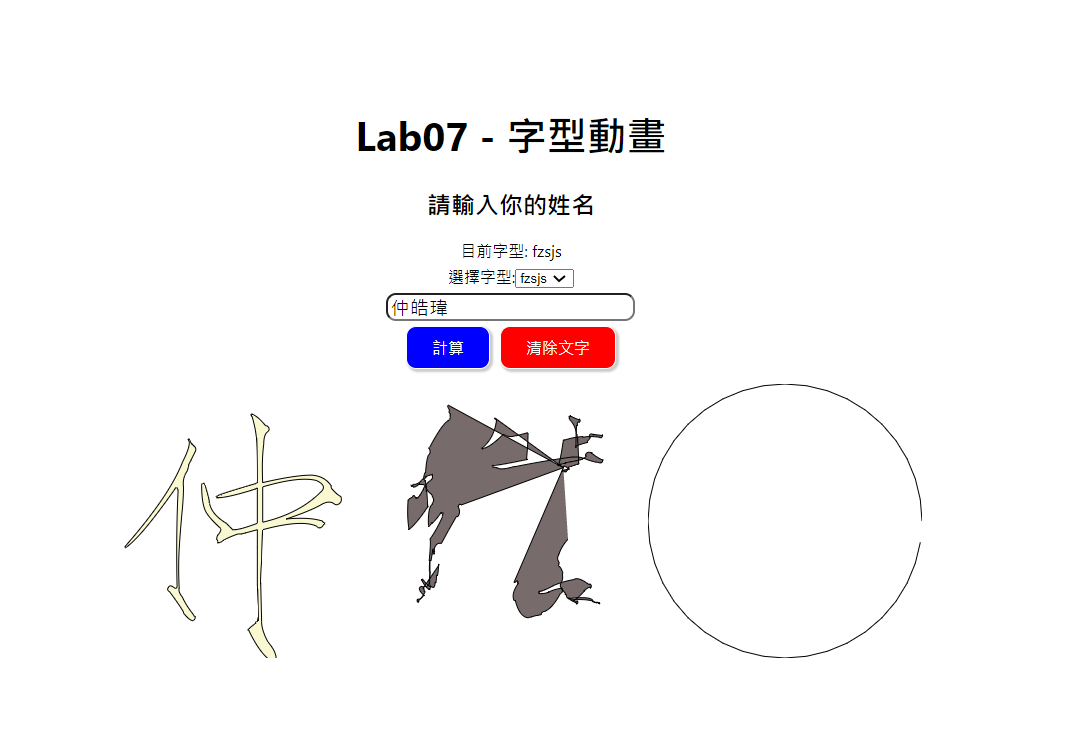 Lab07 - 字型動畫
請輸入你的姓名
目前字型: fzsjs
選擇字型:fzsjs
仲皓瑋
計算 清除文字
仲